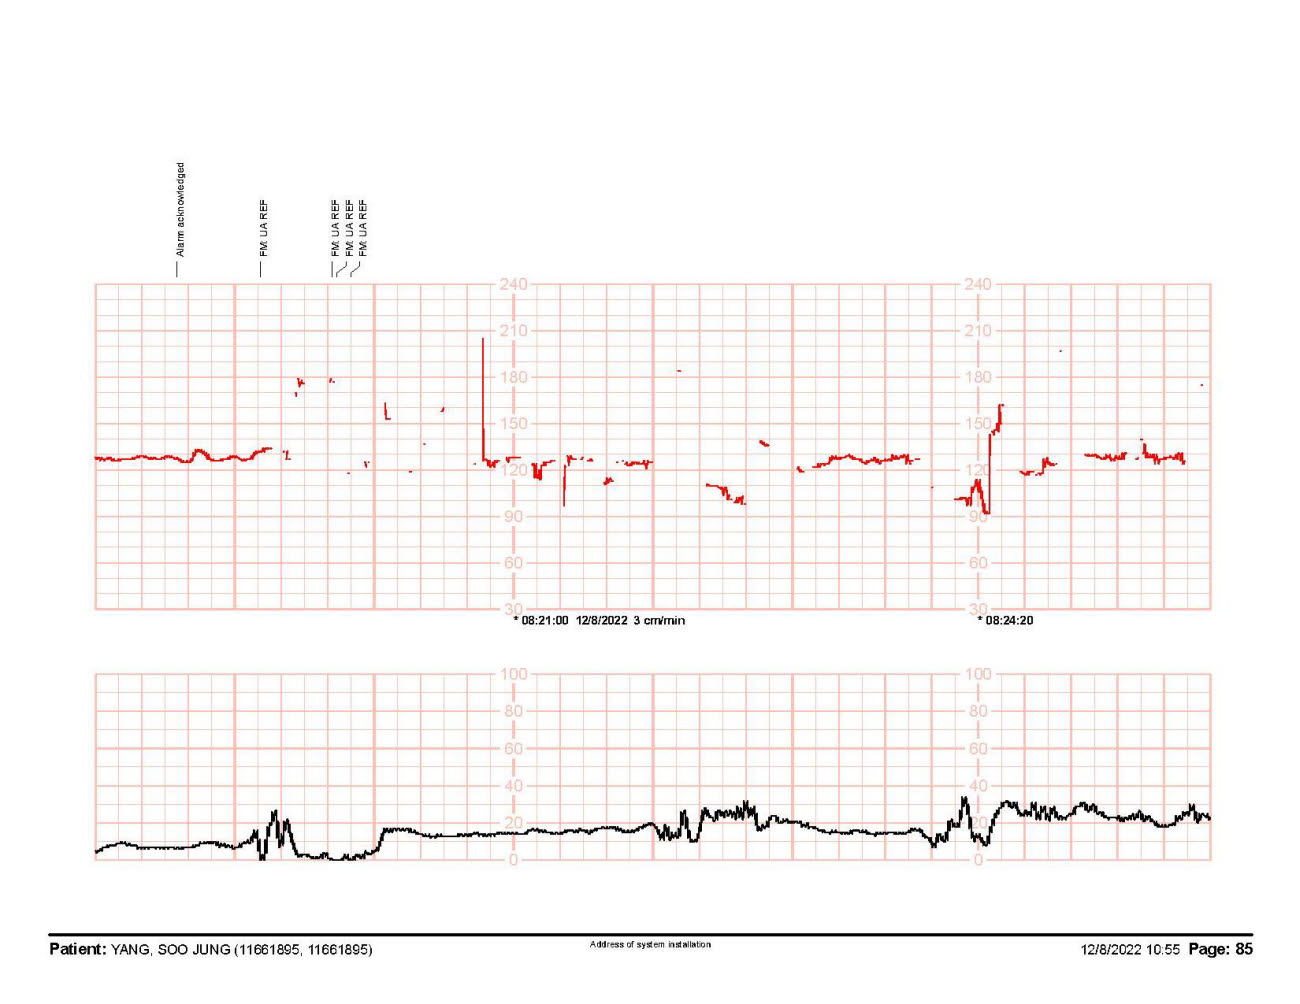 Alarm acknowledged
FM: UA REF
FM: UA REF
FM: UA REF
FM: UA REF
240 240
210 210
180 180
150 150
120 120
90 90
60 60
30 30
* 08:21:00 12/8/2022 3 cm/min * 08:24:20
100 100
80 80
60 60
40 40
20 20
0 0
Patient: YANG, SOO JUNG (11661895, 11661895) Address of system installation 12/8/2022 10:55 Page: 85